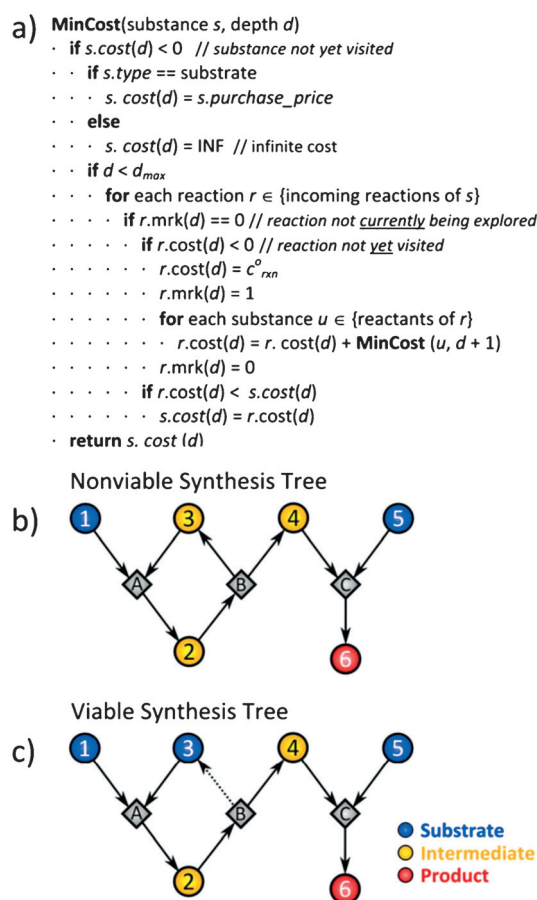 a) MinCost(substance s, depth d)
· if s.cost(d) < 0 // substance not yet visited
· · if s.type == substrate
· · · s. cost(d) = s.purchase_price
· · else
· · · s. cost(d) = INF // infinite cost
· · if d < dmax
· · · for each reaction r ∈ {incoming reactions of s}
· · · · if r.mrk(d) == 0 // reaction not currently being explored
· · · · · if r.cost(d) < 0 // reaction not yet visited
· · · · · · r.cost(d) = c°rxn
· · · · · · r.mrk(d) = 1
· · · · · · for each substance u ∈ {reactants of r}
· · · · · · · r.cost(d) = r. cost(d) + MinCost (u, d + 1)
· · · · · · r.mrk(d) = 0
· · · · · if r.cost(d) < s.cost(d)
· · · · · · s.cost(d) = r.cost(d)
· return s. cost (d)
Nonviable Synthesis Tree
b)
1 3 4 5
A B C
2 6
Viable Synthesis Tree
c)
1 3 4 5
A B C
2 6
Substrate
Intermediate
Product